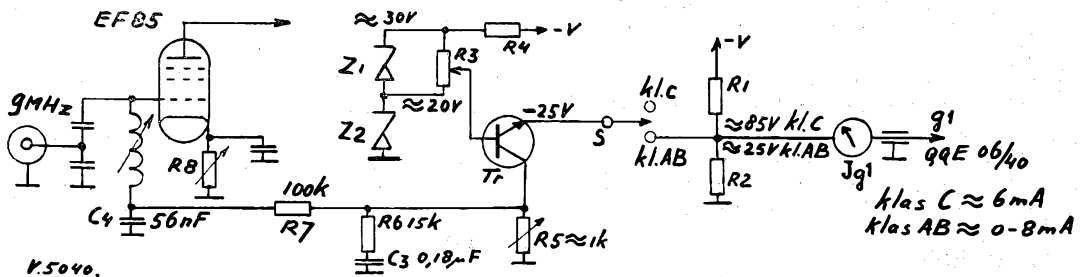 EF85
9MHz
R8
C4 56nF
100k
R7
≈30V
Z1
R3
R4
-V
≈20V
Z2
-25V
Tr
R6 15k
C3 0,18μF
R5≈1k
S
kl.C
kl.AB
-V
R1
≈85V kl.C
≈25V kl.AB
R2
Jg1
g1
QQE 06/40
klas C ≈ 6mA
klas AB ≈ 0-8mA
V.5040.